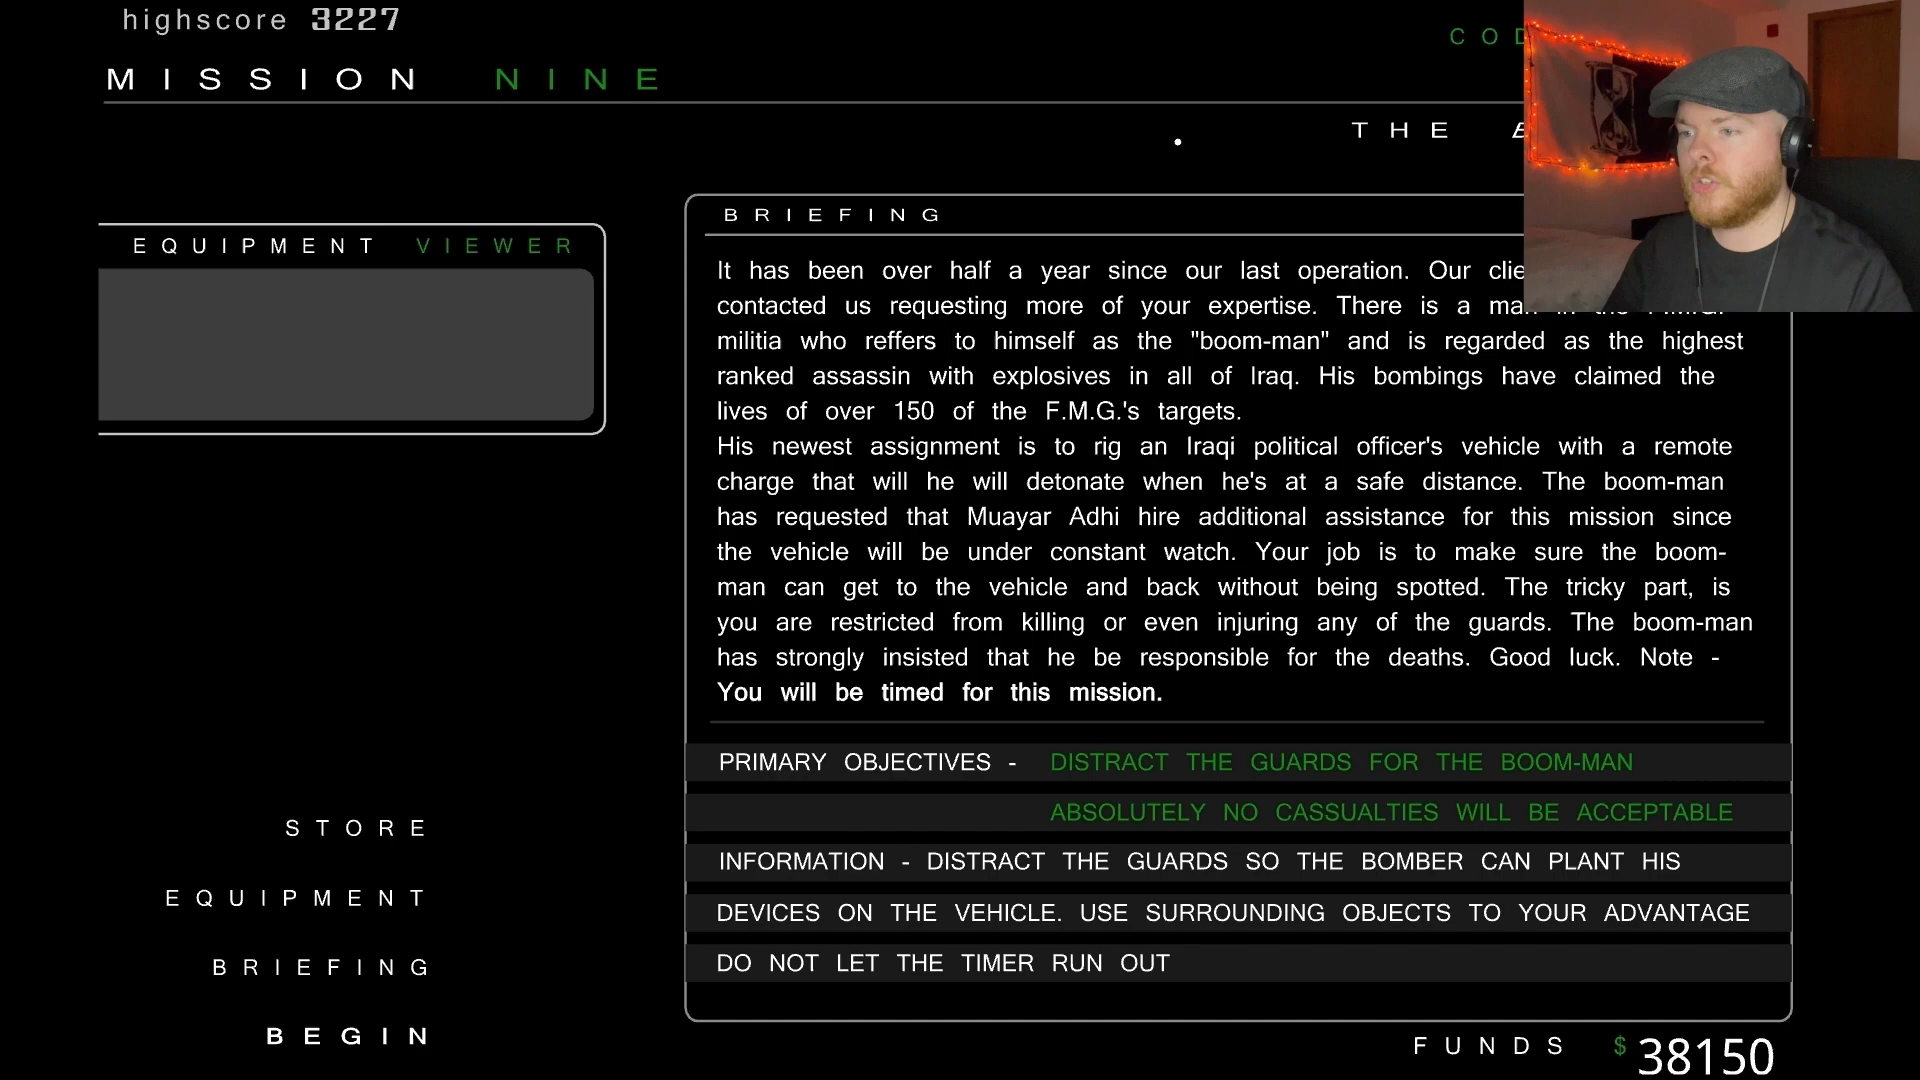 highscore 3227
COD
MISSION NINE
THE
BRIEFING
EQUIPMENT VIEWER
It has been over half a year since our last operation. Our
contacted us requesting more of your expertise. There is a
militia who reffers to himself as the "boom-man" and is regarded as the highest
ranked assassin with explosives in all of Iraq. His bombings have claimed the
lives of over 150 of the F.M.G.'s targets.
His newest assignment is to rig an Iraqi political officer's vehicle with a remote
charge that will he will detonate when he's at a safe distance. The boom-man
has requested that Muayar Adhi hire additional assistance for this mission since
the vehicle will be under constant watch. Your job is to make sure the boom-
man can get to the vehicle and back without being spotted. The tricky part, is
you are restricted from killing or even injuring any of the guards. The boom-man
has strongly insisted that he be responsible for the deaths. Good luck. Note -
You will be timed for this mission.
PRIMARY OBJECTIVES - DISTRACT THE GUARDS FOR THE BOOM-MAN
ABSOLUTELY NO CASSUALTIES WILL BE ACCEPTABLE
INFORMATION - DISTRACT THE GUARDS SO THE BOMBER CAN PLANT HIS
DEVICES ON THE VEHICLE. USE SURROUNDING OBJECTS TO YOUR ADVANTAGE
DO NOT LET THE TIMER RUN OUT
STORE
EQUIPMENT
BRIEFING
BEGIN
FUNDS $ 38150